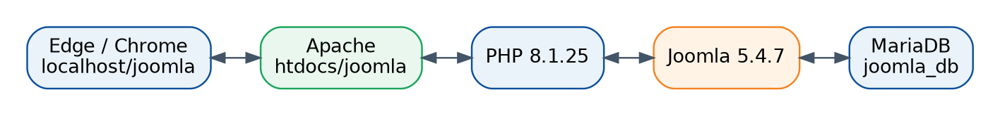 Edge / Chrome
localhost/joomla
Apache
htdocs/joomla
PHP 8.1.25
Joomla 5.4.7
MariaDB
joomla_db